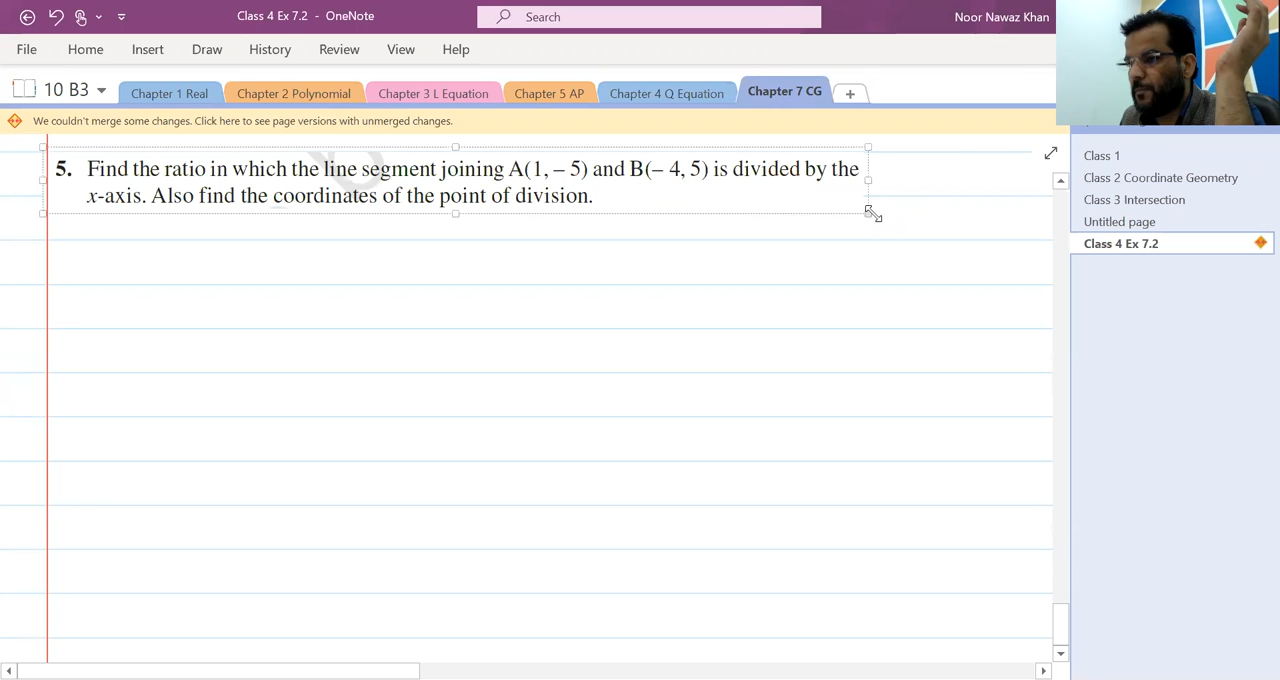 Class 4 Ex 7.2 - OneNote
Search
Noor Nawaz Khan
File Home Insert Draw History Review View Help
10 B3
Chapter 1 Real
Chapter 2 Polynomial
Chapter 3 L Equation
Chapter 5 AP
Chapter 4 Q Equation
Chapter 7 CG
We couldn't merge some changes. Click here to see page versions with unmerged changes.
5. Find the ratio in which the line segment joining A(1, – 5) and B(– 4, 5) is divided by the
x-axis. Also find the coordinates of the point of division.
Class 1
Class 2 Coordinate Geometry
Class 3 Intersection
Untitled page
Class 4 Ex 7.2